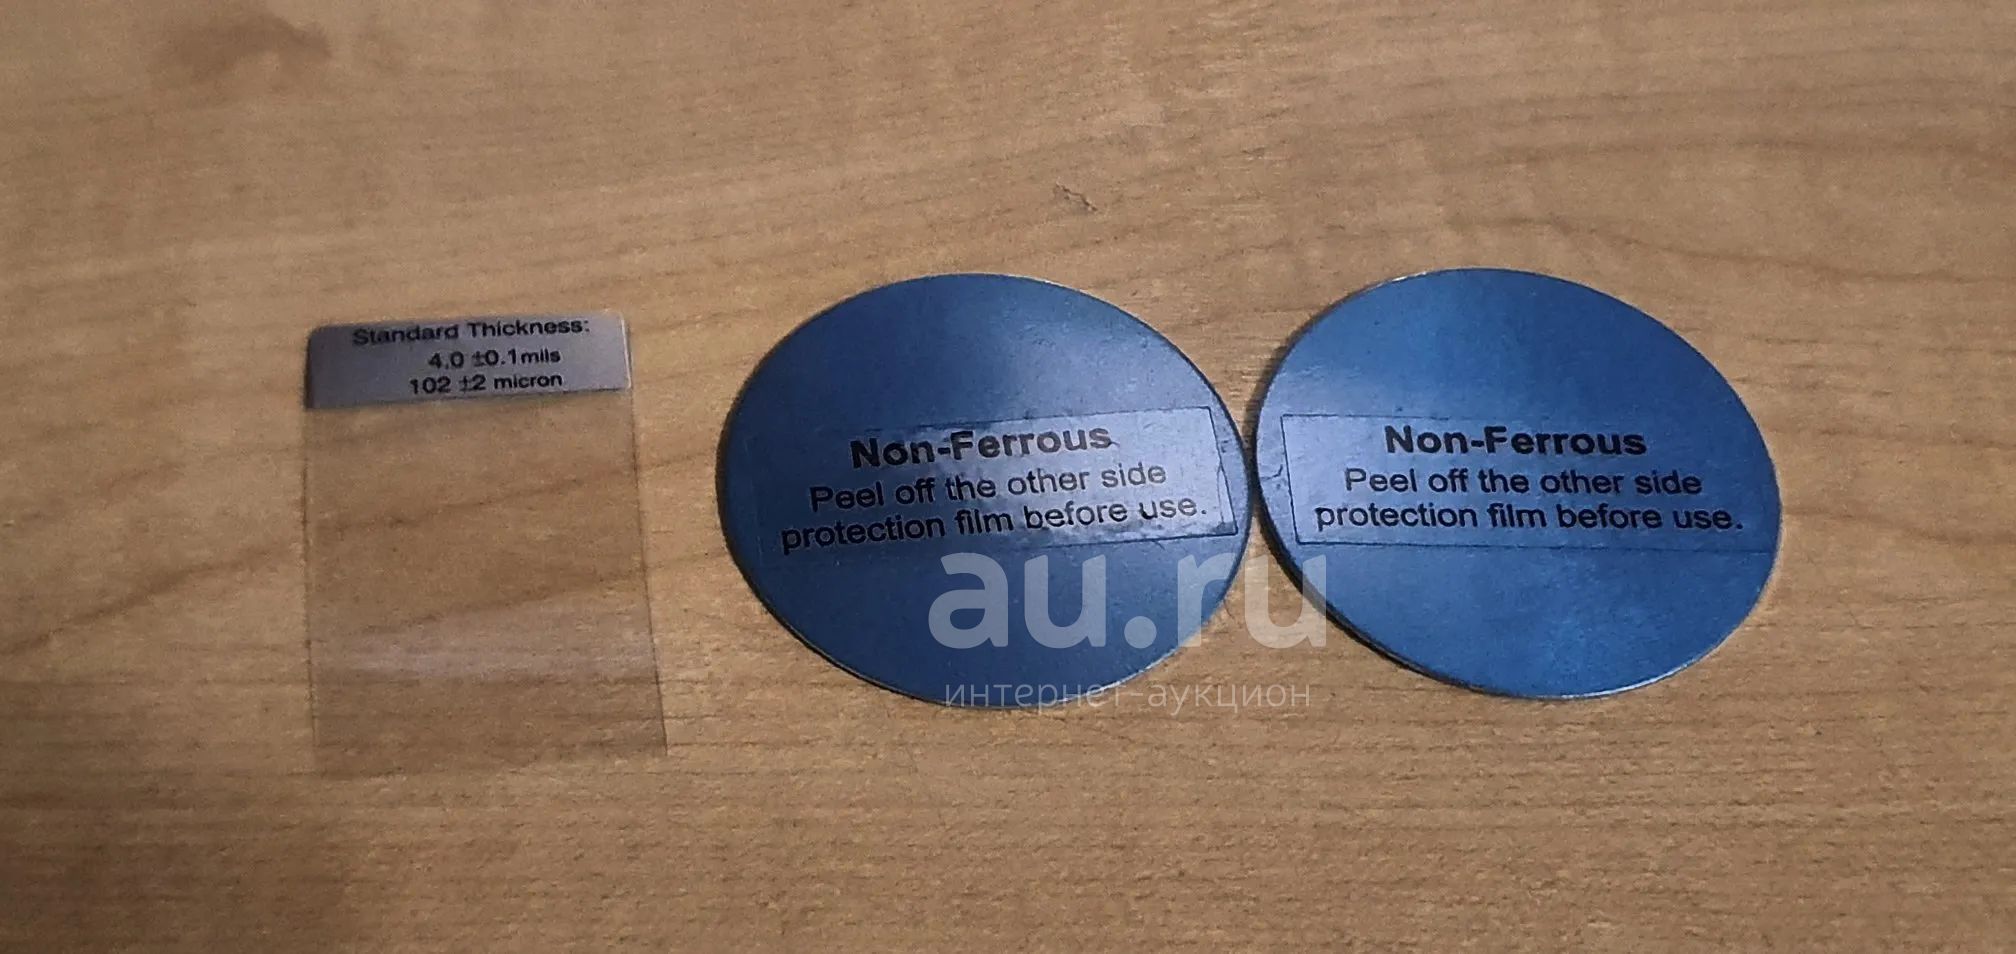 Standard Thickness:
4.0 ±0.1mils
102 ±2 micron
Non-Ferrous
Peel off the other side
protection film before use.
Non-Ferrous
Peel off the other side
protection film before use.
au.ru
интернет-аукцион